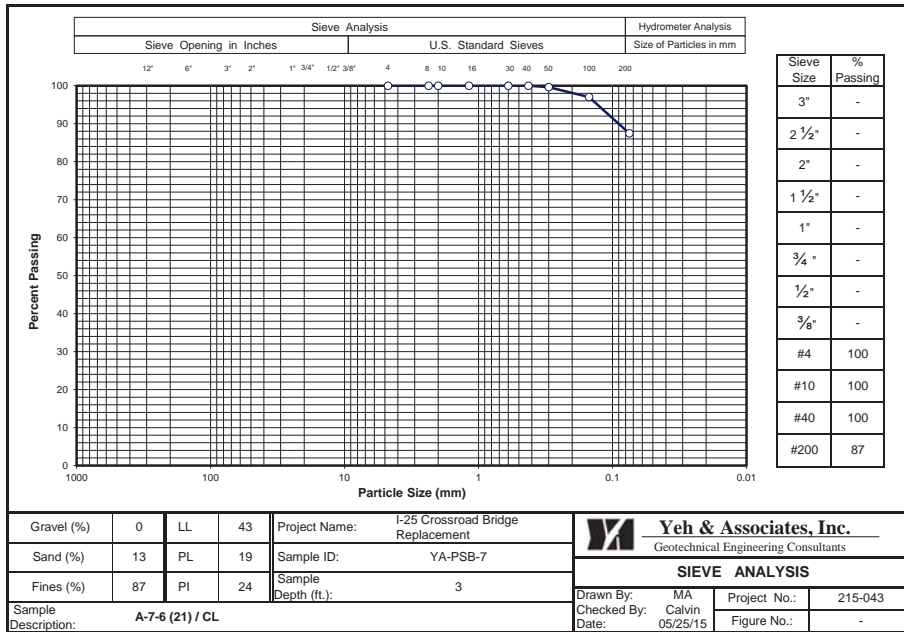 Sieve Analysis
Hydrometer Analysis
Sieve Opening in Inches
U.S. Standard Sieves
Size of Particles in mm
12" 6" 3" 2" 1" 3/4" 1/2" 3/8" 4 8 10 16 30 40 50 100 200
100
90
80
70
60
50
40
30
20
10
0
Percent Passing
1000 100 10 1 0.1 0.01
Particle Size (mm)
Sieve Size % Passing
3" -
2 ½" -
2" -
1 ½" -
1" -
¾ " -
½" -
⅜" -
#4 100
#10 100
#40 100
#200 87
Gravel (%) 0 LL 43
Sand (%) 13 PL 19
Fines (%) 87 PI 24
Sample Description: A-7-6 (21) / CL
Project Name: I-25 Crossroad Bridge Replacement
Sample ID: YA-PSB-7
Sample Depth (ft.): 3
Yeh & Associates, Inc.
Geotechnical Engineering Consultants
SIEVE ANALYSIS
Drawn By: MA
Checked By: Calvin
Date: 05/25/15
Project No.: 215-043
Figure No.: -